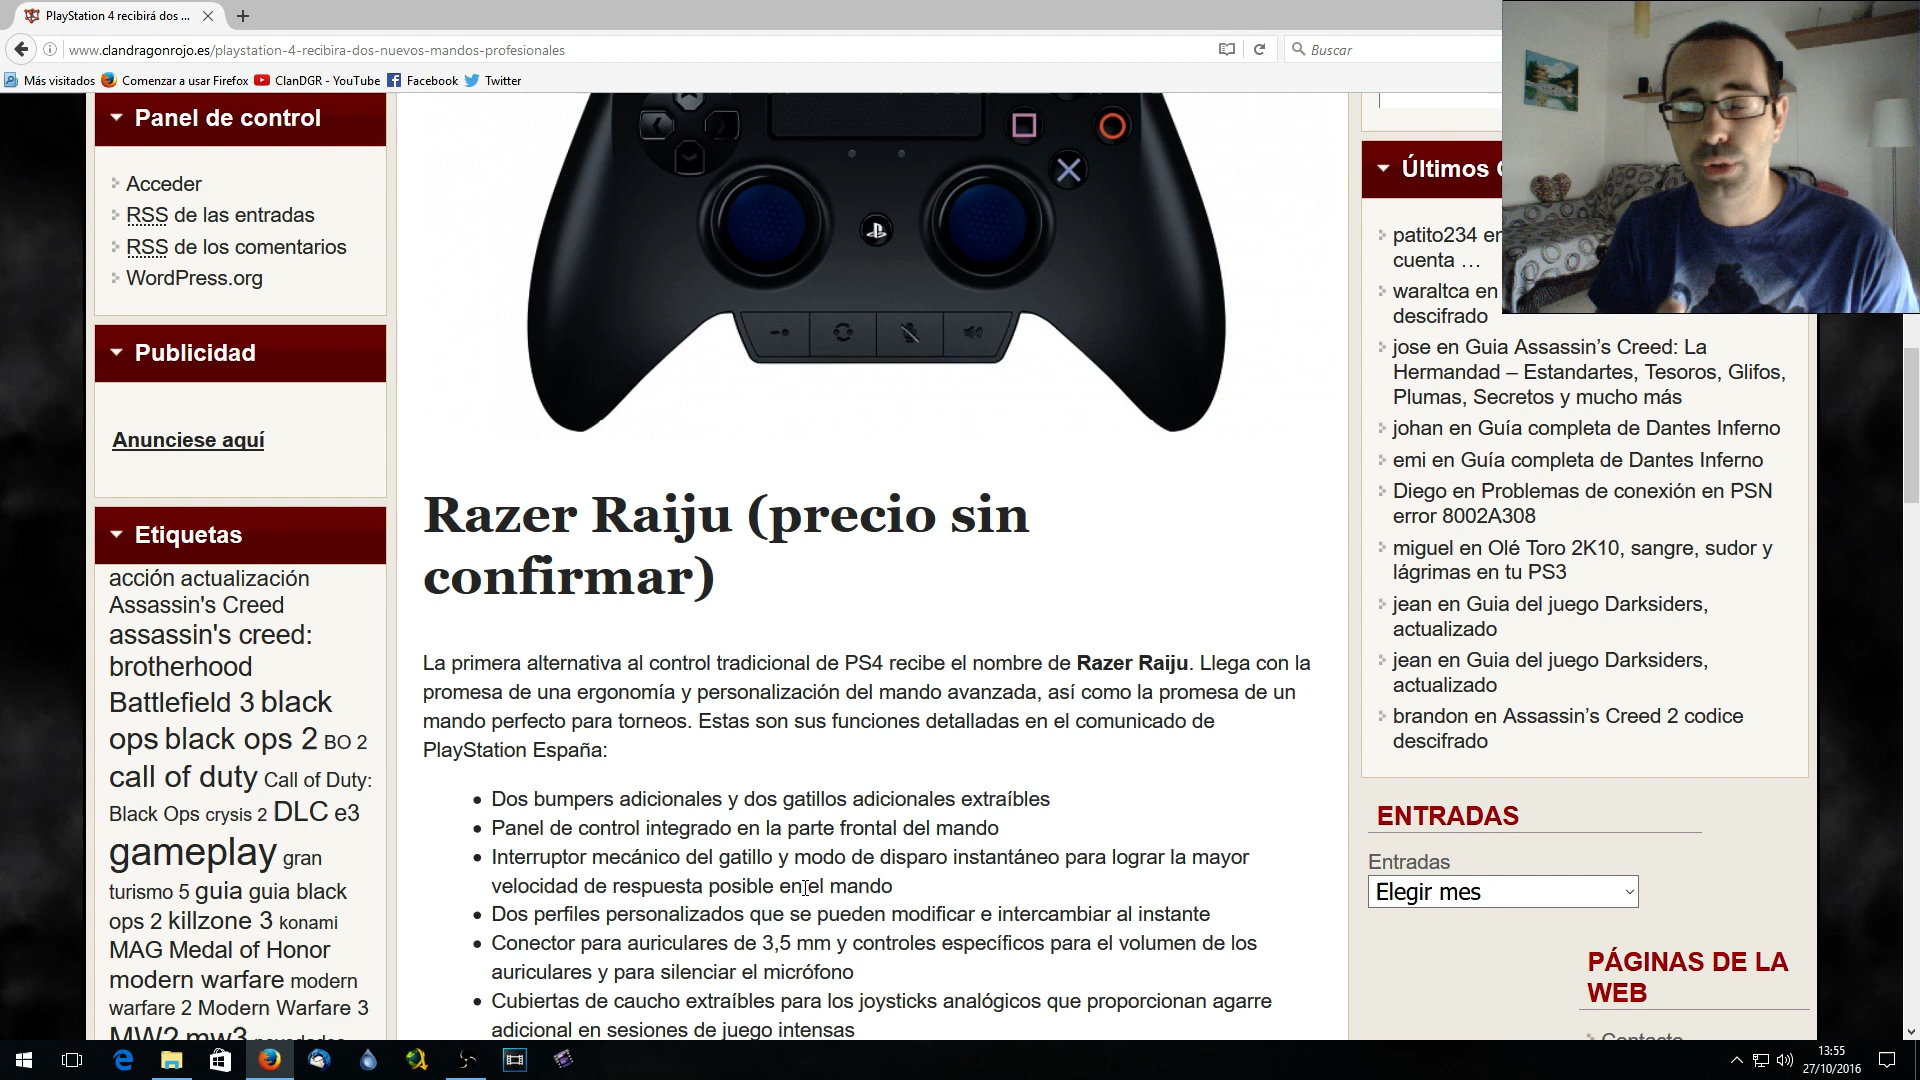 PlayStation 4 recibirá dos ...
www.clandragonrojo.es/playstation-4-recibira-dos-nuevos-mandos-profesionales
Buscar
Más visitados
Comenzar a usar Firefox
ClanDGR - YouTube
Facebook
Twitter
Panel de control
Acceder
RSS de las entradas
RSS de los comentarios
WordPress.org
Publicidad
Anunciese aquí
Etiquetas
acción actualización
Assassin's Creed
assassin's creed:
brotherhood
Battlefield 3 black
ops black ops 2 BO 2
call of duty Call of Duty:
Black Ops crysis 2 DLC e3
gameplay gran
turismo 5 guia guia black
ops 2 killzone 3 konami
MAG Medal of Honor
modern warfare modern
warfare 2 Modern Warfare 3
MW2 mw3
Razer Raiju (precio sin
confirmar)
La primera alternativa al control tradicional de PS4 recibe el nombre de Razer Raiju. Llega con la
promesa de una ergonomía y personalización del mando avanzada, así como la promesa de un
mando perfecto para torneos. Estas son sus funciones detalladas en el comunicado de
PlayStation España:
Dos bumpers adicionales y dos gatillos adicionales extraíbles
Panel de control integrado en la parte frontal del mando
Interruptor mecánico del gatillo y modo de disparo instantáneo para lograr la mayor
velocidad de respuesta posible en el mando
Dos perfiles personalizados que se pueden modificar e intercambiar al instante
Conector para auriculares de 3,5 mm y controles específicos para el volumen de los
auriculares y para silenciar el micrófono
Cubiertas de caucho extraíbles para los joysticks analógicos que proporcionan agarre
adicional en sesiones de juego intensas
Últimos
patito234 en
cuenta …
waraltca en
descifrado
jose en Guia Assassin’s Creed: La
Hermandad – Estandartes, Tesoros, Glifos,
Plumas, Secretos y mucho más
johan en Guía completa de Dantes Inferno
emi en Guía completa de Dantes Inferno
Diego en Problemas de conexión en PSN
error 8002A308
miguel en Olé Toro 2K10, sangre, sudor y
lágrimas en tu PS3
jean en Guia del juego Darksiders,
actualizado
jean en Guia del juego Darksiders,
actualizado
brandon en Assassin’s Creed 2 codice
descifrado
ENTRADAS
Entradas
Elegir mes
PÁGINAS DE LA
WEB
Contacto
13:55
27/10/2016